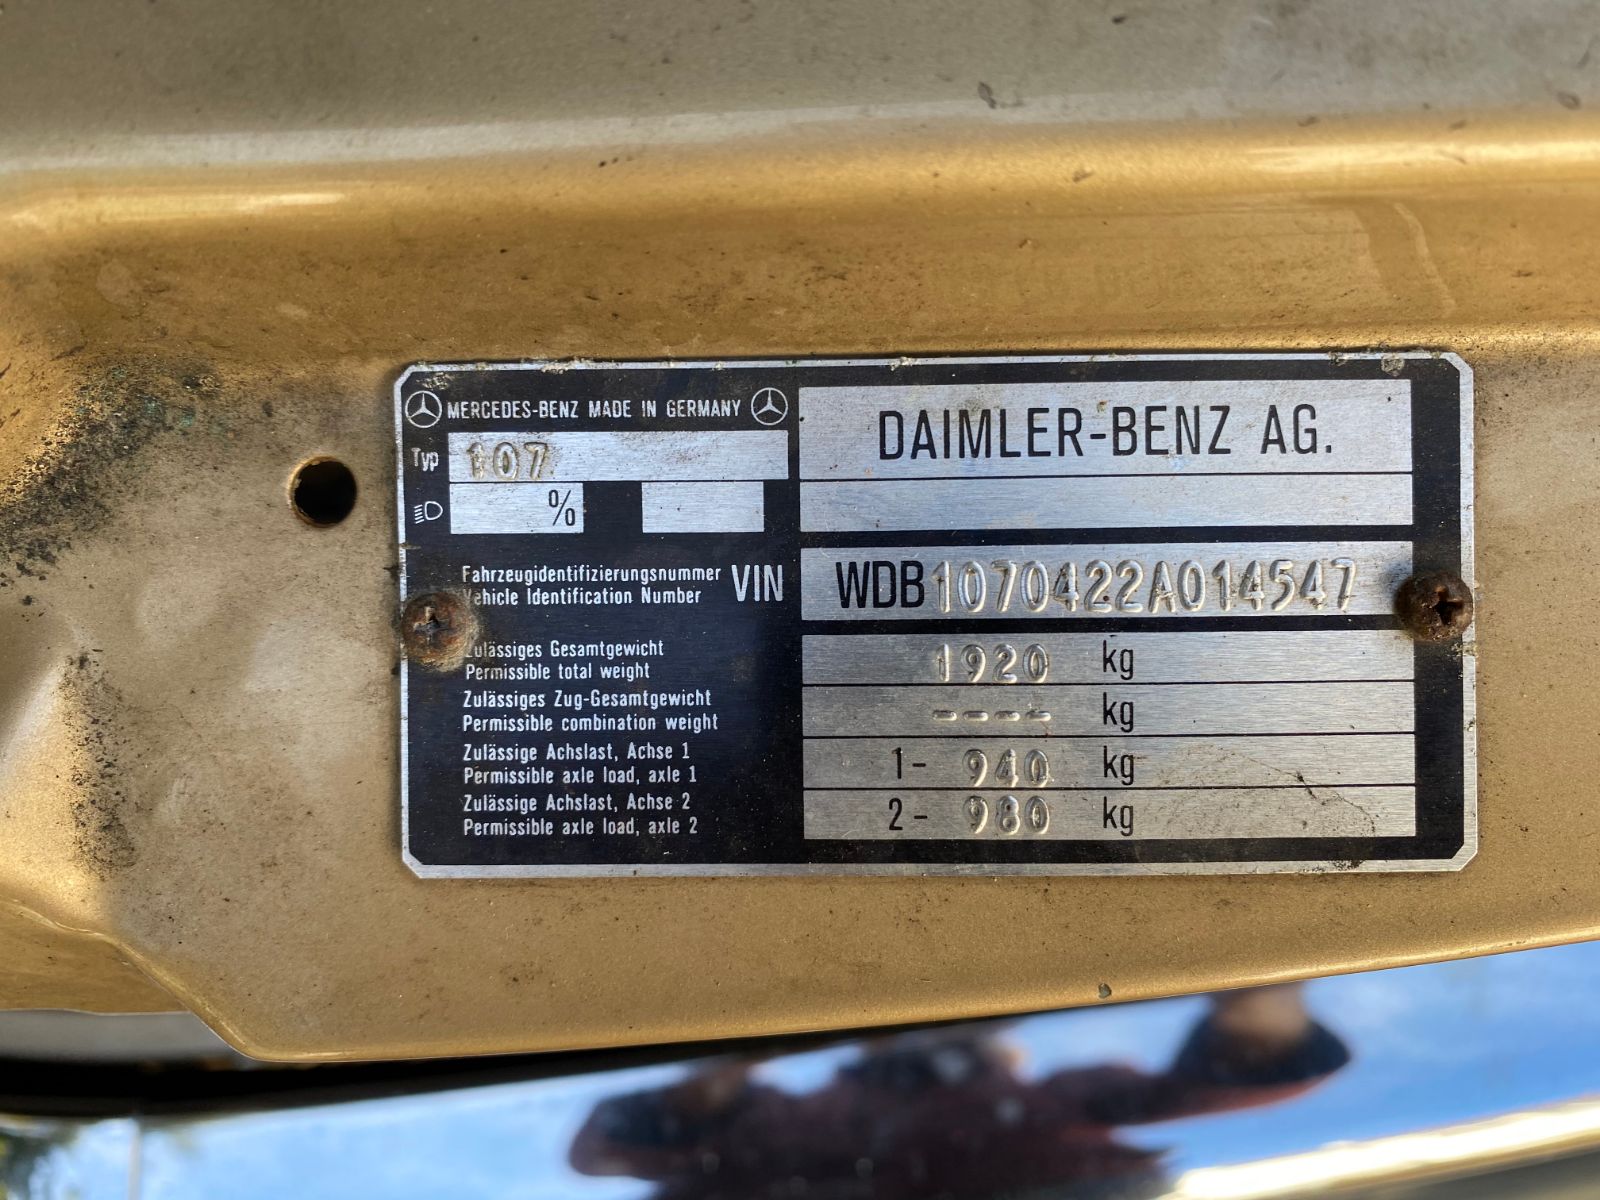 MERCEDES-BENZ MADE IN GERMANY
Typ 107
%
DAIMLER-BENZ AG.
Fahrzeugidentifizierungsnummer
Vehicle Identification Number
VIN WDB1070422A014547
Zulässiges Gesamtgewicht
Permissible total weight
1920 kg
Zulässiges Zug-Gesamtgewicht
Permissible combination weight
---- kg
Zulässige Achslast, Achse 1
Permissible axle load, axle 1
1- 940 kg
Zulässige Achslast, Achse 2
Permissible axle load, axle 2
2- 980 kg